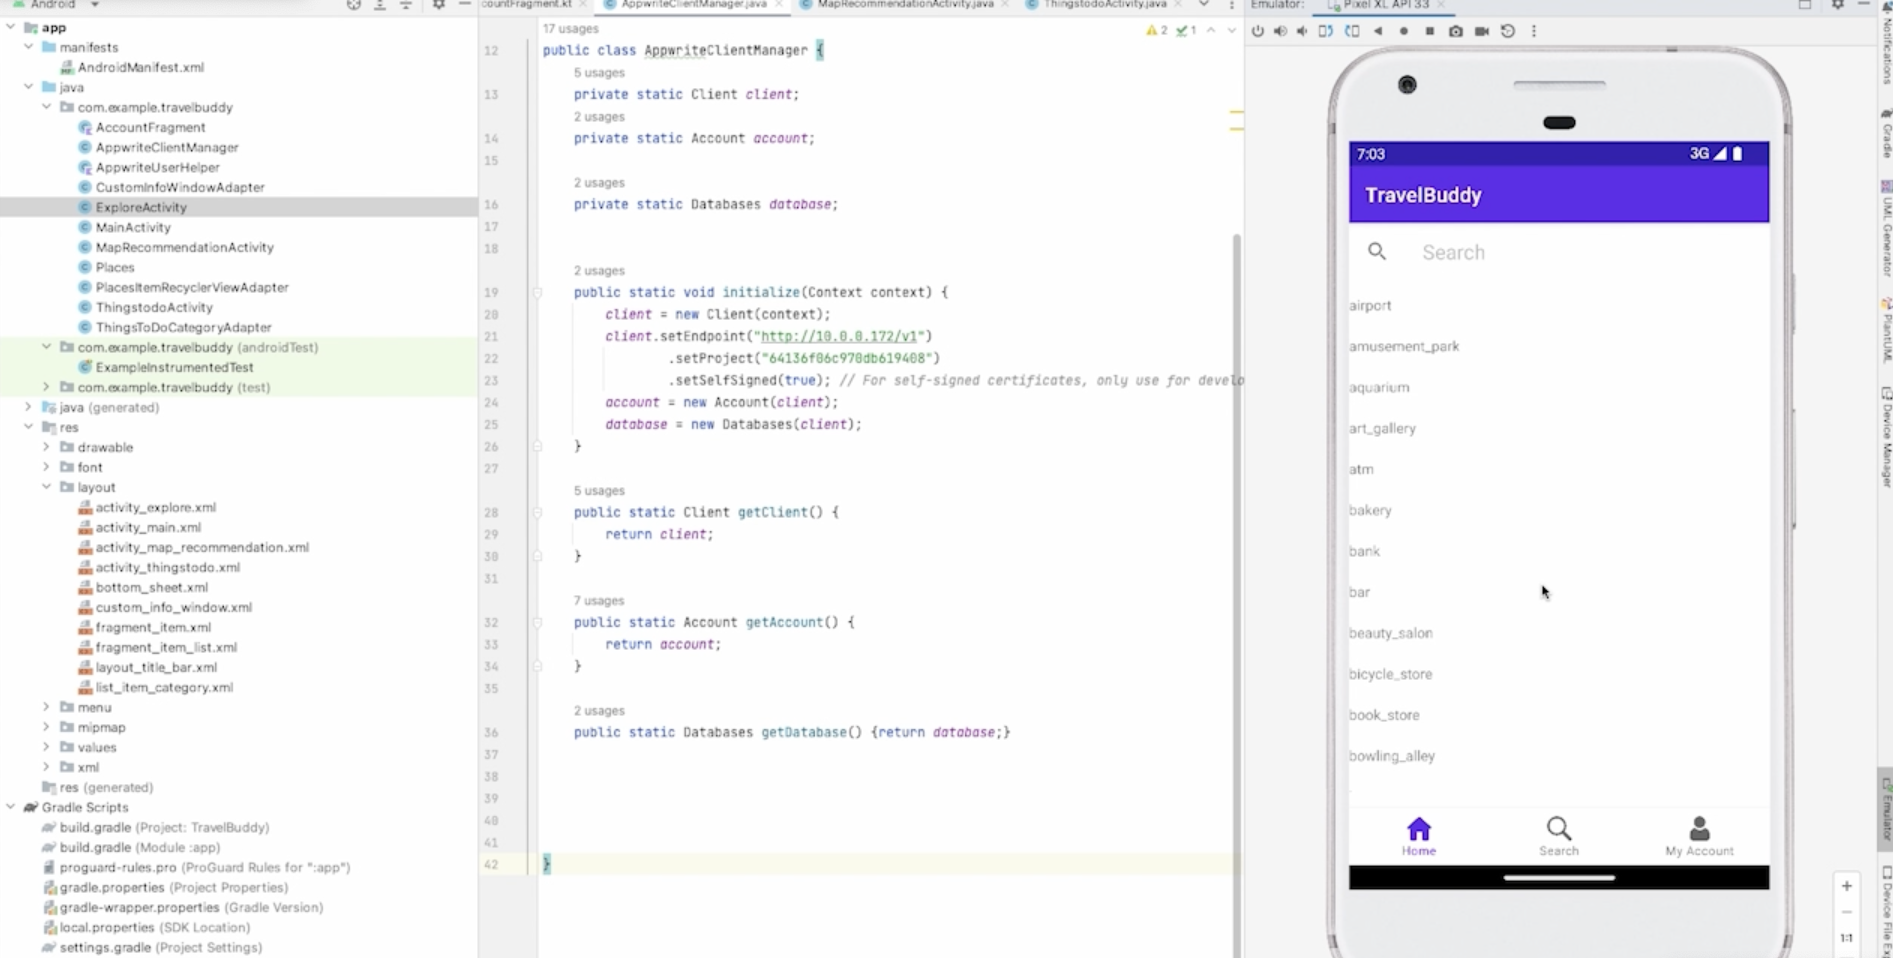 Android
app
manifests
AndroidManifest.xml
java
com.example.travelbuddy
AccountFragment
AppwriteClientManager
AppwriteUserHelper
CustomInfoWindowAdapter
ExploreActivity
MainActivity
MapRecommendationActivity
Places
PlacesItemRecyclerViewAdapter
ThingstodoActivity
ThingsToDoCategoryAdapter
com.example.travelbuddy (androidTest)
ExampleInstrumentedTest
com.example.travelbuddy (test)
java (generated)
res
drawable
font
layout
activity_explore.xml
activity_main.xml
activity_map_recommendation.xml
activity_thingstodo.xml
bottom_sheet.xml
custom_info_window.xml
fragment_item.xml
fragment_item_list.xml
layout_title_bar.xml
list_item_category.xml
menu
mipmap
values
xml
res (generated)
Gradle Scripts
build.gradle (Project: TravelBuddy)
build.gradle (Module :app)
proguard-rules.pro (ProGuard Rules for ":app")
gradle.properties (Project Properties)
gradle-wrapper.properties (Gradle Version)
local.properties (SDK Location)
settings.gradle (Project Settings)
countFragment.kt AppwriteClientManager.java MapRecommendationActivity.java ThingstodoActivity.java
17 usages 2 1
12 public class AppwriteClientManager {
5 usages
13 private static Client client;
2 usages
14 private static Account account;
15
2 usages
16 private static Databases database;
17
18
2 usages
19 public static void initialize(Context context) {
20 client = new Client(context);
21 client.setEndpoint("http://10.0.0.172/v1")
22 .setProject("64136f06c970db619408")
23 .setSelfSigned(true); // For self-signed certificates, only use for develo
24 account = new Account(client);
25 database = new Databases(client);
26 }
27
5 usages
28 public static Client getClient() {
29 return client;
30 }
31
7 usages
32 public static Account getAccount() {
33 return account;
34 }
35
2 usages
36 public static Databases getDatabase() {return database;}
37
38
39
40
41
42 }
Emulator: Pixel XL API 33
7:03 3G
TravelBuddy
Search
airport
amusement_park
aquarium
art_gallery
atm
bakery
bank
bar
beauty_salon
bicycle_store
book_store
bowling_alley
Home Search My Account
1:1
Notifications
Gradle
UML Generator
PlantUML
Device Manager
Emulator
Device File Ex